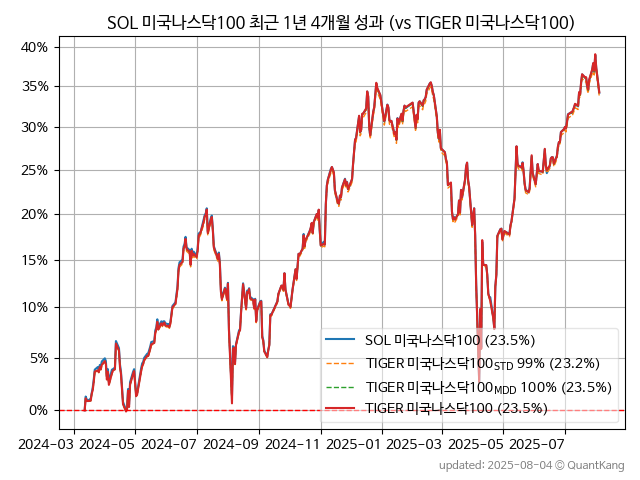 SOL 미국나스닥100 최근 1년 4개월 성과 (vs TIGER 미국나스닥100)
40%
35%
30%
25%
20%
15%
10%
5%
0%
SOL 미국나스닥100 (23.5%)
TIGER 미국나스닥100STD 99% (23.2%)
TIGER 미국나스닥100MDD 100% (23.5%)
TIGER 미국나스닥100 (23.5%)
2024-03 2024-05 2024-07 2024-09 2024-11 2025-01 2025-03 2025-05 2025-07
updated: 2025-08-04 © QuantKang